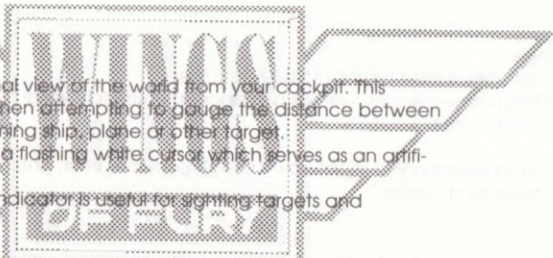 WINGS
OF FURY
nal view of the world from your cockpit. This
hen attempting to gauge the distance between
ning ship, plane or other target.
a flashing white cursor which serves as an artifi-
ndicator is useful for sighting targets and